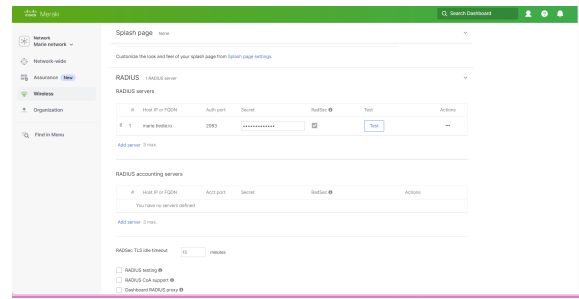 cisco Meraki
Search Dashboard
Network
Marie network
Network-wide
Assurance New
Wireless
Organization
Find in Menu
Splash page None
Customize the look and feel of your splash page from Splash page settings.
RADIUS 1 RADIUS server
RADIUS servers
# Host IP or FQDN Auth port Secret RadSec Test Actions
1 2083 ••••••••••••• Test •••
Add server 3 max.
RADIUS accounting servers
# Host IP or FQDN Acct port Secret RadSec Actions
You have no servers defined
Add server 3 max.
RADSec TLS idle timeout 15 minutes
RADIUS testing
RADIUS CoA support
Dashboard RADIUS proxy